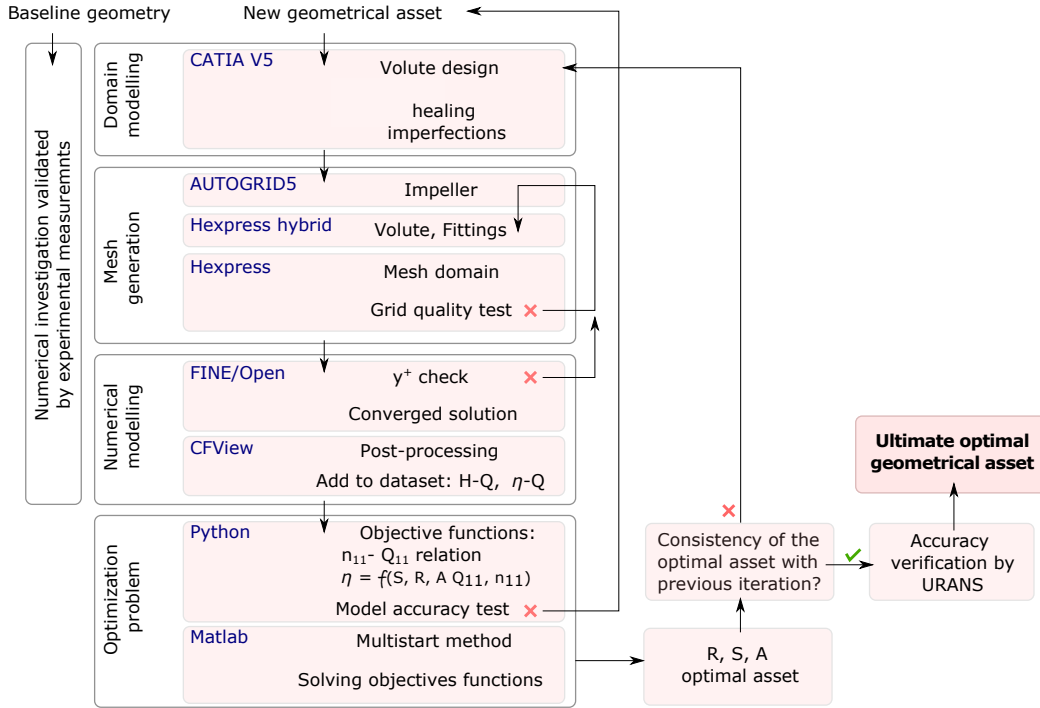 Baseline geometry
New geometrical asset
Numerical investigation validated
by experimental measuremnts
Domain
modelling
CATIA V5
Volute design
healing
imperfections
Mesh
generation
AUTOGRID5
Impeller
Hexpress hybrid
Volute, Fittings
Hexpress
Mesh domain
Grid quality test
Numerical
modelling
FINE/Open
y⁺ check
Converged solution
CFView
Post-processing
Add to dataset: H-Q, η-Q
Optimization
problem
Python
Objective functions:
n₁₁- Q₁₁ relation
η = f(S, R, A Q₁₁, n₁₁)
Model accuracy test
Matlab
Multistart method
Solving objectives functions
R, S, A
optimal asset
Consistency of the
optimal asset with
previous iteration?
Accuracy
verification by
URANS
Ultimate optimal
geometrical asset